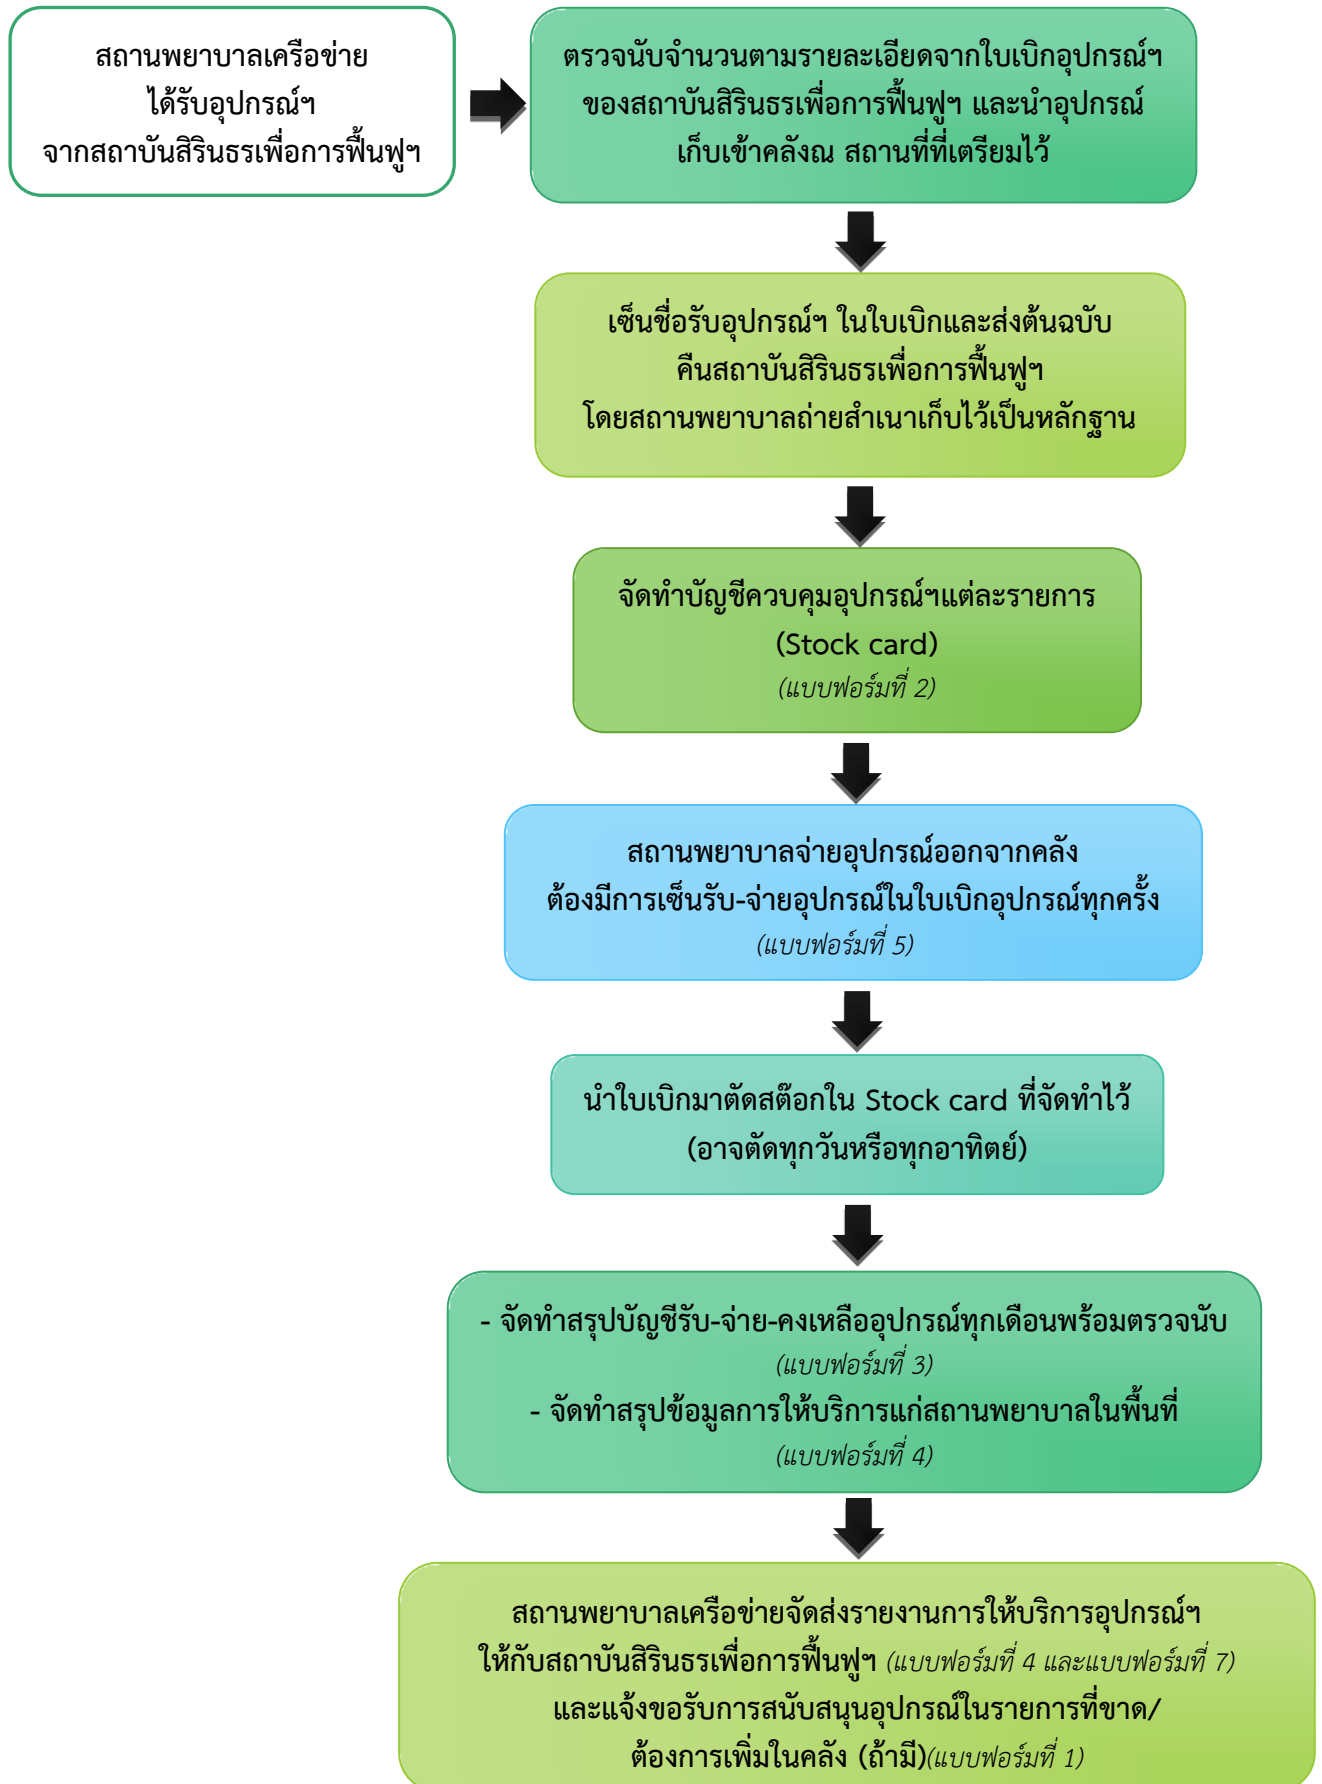 สถานพยาบาลเครือข่าย
ได้รับอุปกรณ์ฯ
จากสถาบันสิรินธรเพื่อการฟื้นฟูฯ
ตรวจนับจำนวนตามรายละเอียดจากใบเบิกอุปกรณ์ฯ
ของสถาบันสิรินธรเพื่อการฟื้นฟูฯ และนำอุปกรณ์
เก็บเข้าคลังณ สถานที่ที่เตรียมไว้
เซ็นชื่อรับอุปกรณ์ฯ ในใบเบิกและส่งต้นฉบับ
คืนสถาบันสิรินธรเพื่อการฟื้นฟูฯ
โดยสถานพยาบาลถ่ายสำเนาเก็บไว้เป็นหลักฐาน
จัดทำบัญชีควบคุมอุปกรณ์ฯแต่ละรายการ
(Stock card)
(แบบฟอร์มที่ 2)
สถานพยาบาลจ่ายอุปกรณ์ออกจากคลัง
ต้องมีการเซ็นรับ-จ่ายอุปกรณ์ในใบเบิกอุปกรณ์ทุกครั้ง
(แบบฟอร์มที่ 5)
นำใบเบิกมาตัดสต๊อกใน Stock card ที่จัดทำไว้
(อาจตัดทุกวันหรือทุกอาทิตย์)
- จัดทำสรุปบัญชีรับ-จ่าย-คงเหลืออุปกรณ์ทุกเดือนพร้อมตรวจนับ
(แบบฟอร์มที่ 3)
- จัดทำสรุปข้อมูลการให้บริการแก่สถานพยาบาลในพื้นที่
(แบบฟอร์มที่ 4)
สถานพยาบาลเครือข่ายจัดส่งรายงานการให้บริการอุปกรณ์ฯ
ให้กับสถาบันสิรินธรเพื่อการฟื้นฟูฯ (แบบฟอร์มที่ 4 และแบบฟอร์มที่ 7)
และแจ้งขอรับการสนับสนุนอุปกรณ์ในรายการที่ขาด/
ต้องการเพิ่มในคลัง (ถ้ามี)(แบบฟอร์มที่ 1)